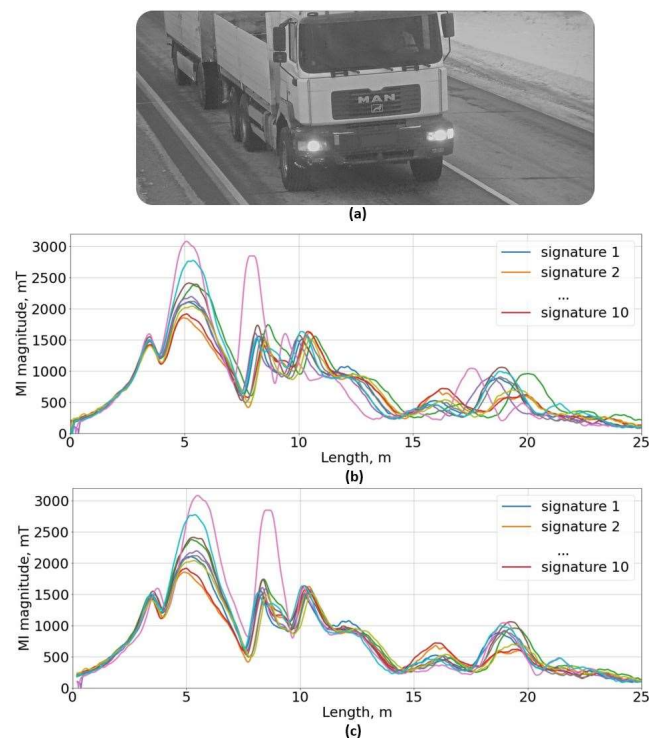 MAN
(a)
MI magnitude, mT
3000
2500
2000
1500
1000
500
0
signature 1
signature 2
...
signature 10
0
5
10
15
20
25
Length, m
(b)
MI magnitude, mT
3000
2500
2000
1500
1000
500
0
signature 1
signature 2
...
signature 10
0
5
10
15
20
25
Length, m
(c)